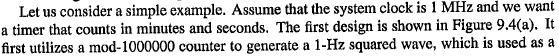 Let us consider a simple example. Assume that the system clock is 1 MHz and we want
a timer that counts in minutes and seconds. The first design is shown in Figure 9.4(a). It
first utilizes a mod-1000000 counter to generate a 1-Hz squared wave, which is used as a